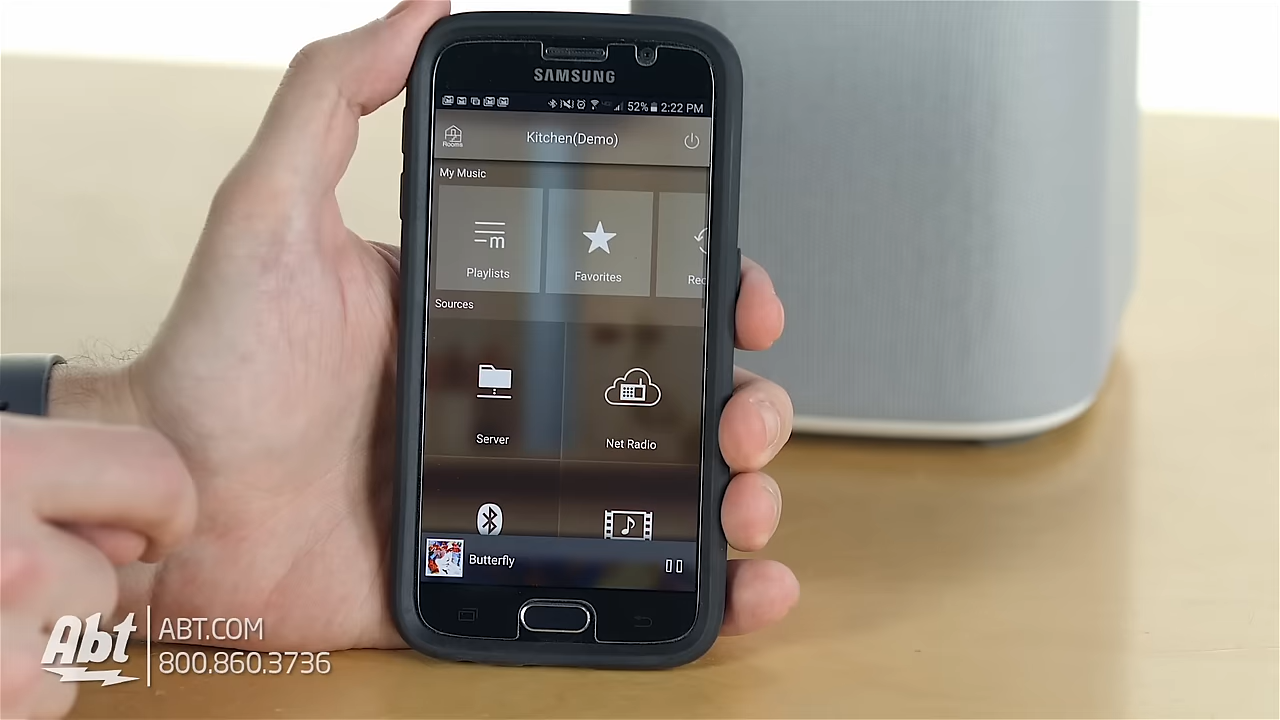 SAMSUNG
52% 2:22 PM
Rooms
Kitchen(Demo)
My Music
m
Playlists
Favorites
Rec
Sources
Server
Net Radio
Butterfly
Abt
ABT.COM
800.860.3736